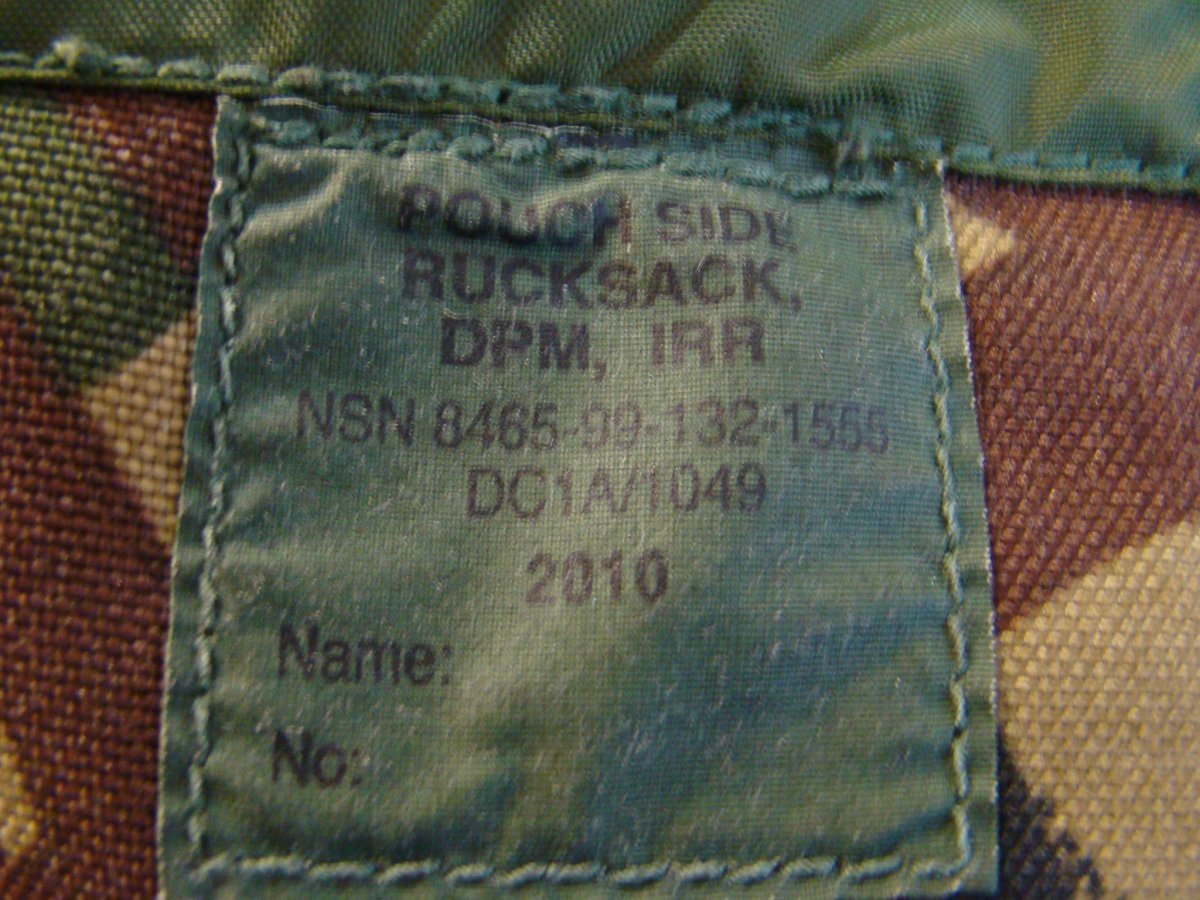 POUCH SIDE
RUCKSACK,
DPM, IRR
NSN 8465-99-132-1555
DC1A/1049
2010
Name:
No: